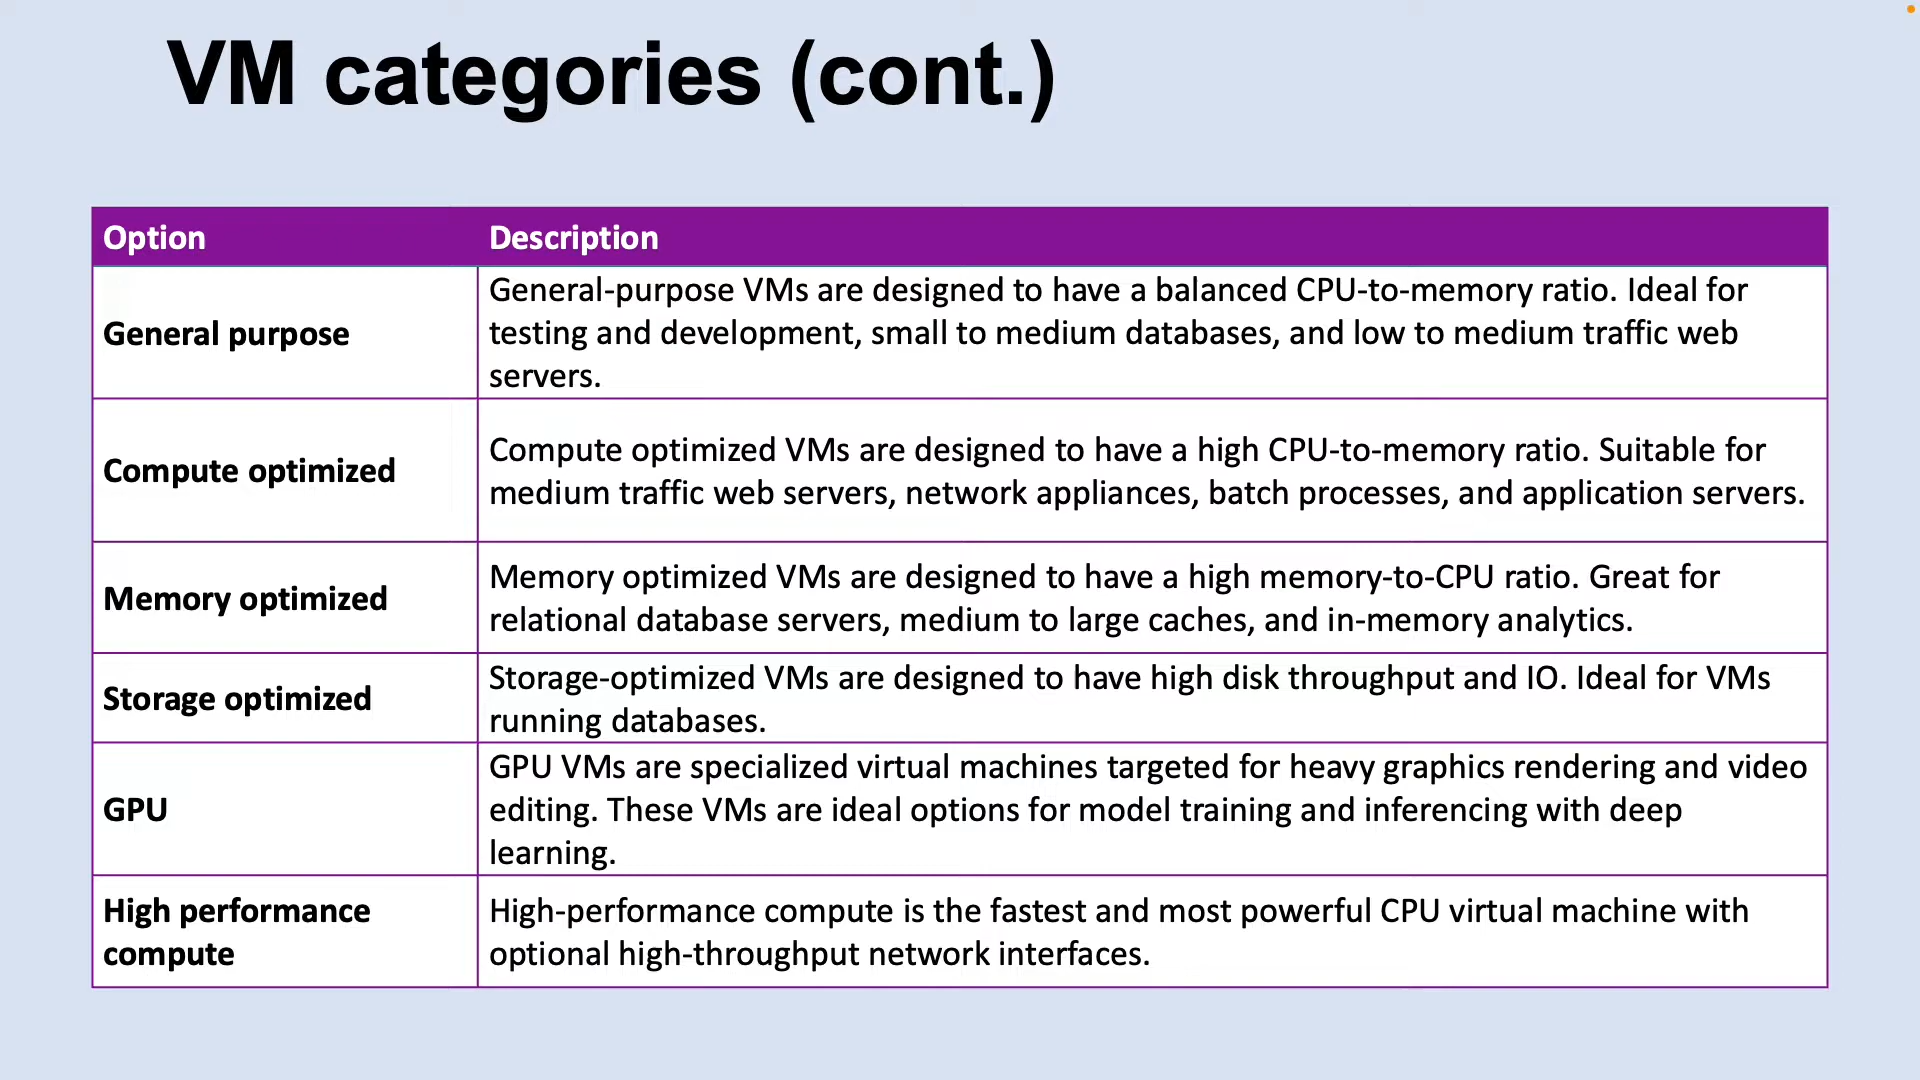 VM categories (cont.)
Option
Description
General purpose
General-purpose VMs are designed to have a balanced CPU-to-memory ratio. Ideal for
testing and development, small to medium databases, and low to medium traffic web
servers.
Compute optimized
Compute optimized VMs are designed to have a high CPU-to-memory ratio. Suitable for
medium traffic web servers, network appliances, batch processes, and application servers.
Memory optimized
Memory optimized VMs are designed to have a high memory-to-CPU ratio. Great for
relational database servers, medium to large caches, and in-memory analytics.
Storage optimized
Storage-optimized VMs are designed to have high disk throughput and IO. Ideal for VMs
running databases.
GPU
GPU VMs are specialized virtual machines targeted for heavy graphics rendering and video
editing. These VMs are ideal options for model training and inferencing with deep
learning.
High performance
compute
High-performance compute is the fastest and most powerful CPU virtual machine with
optional high-throughput network interfaces.